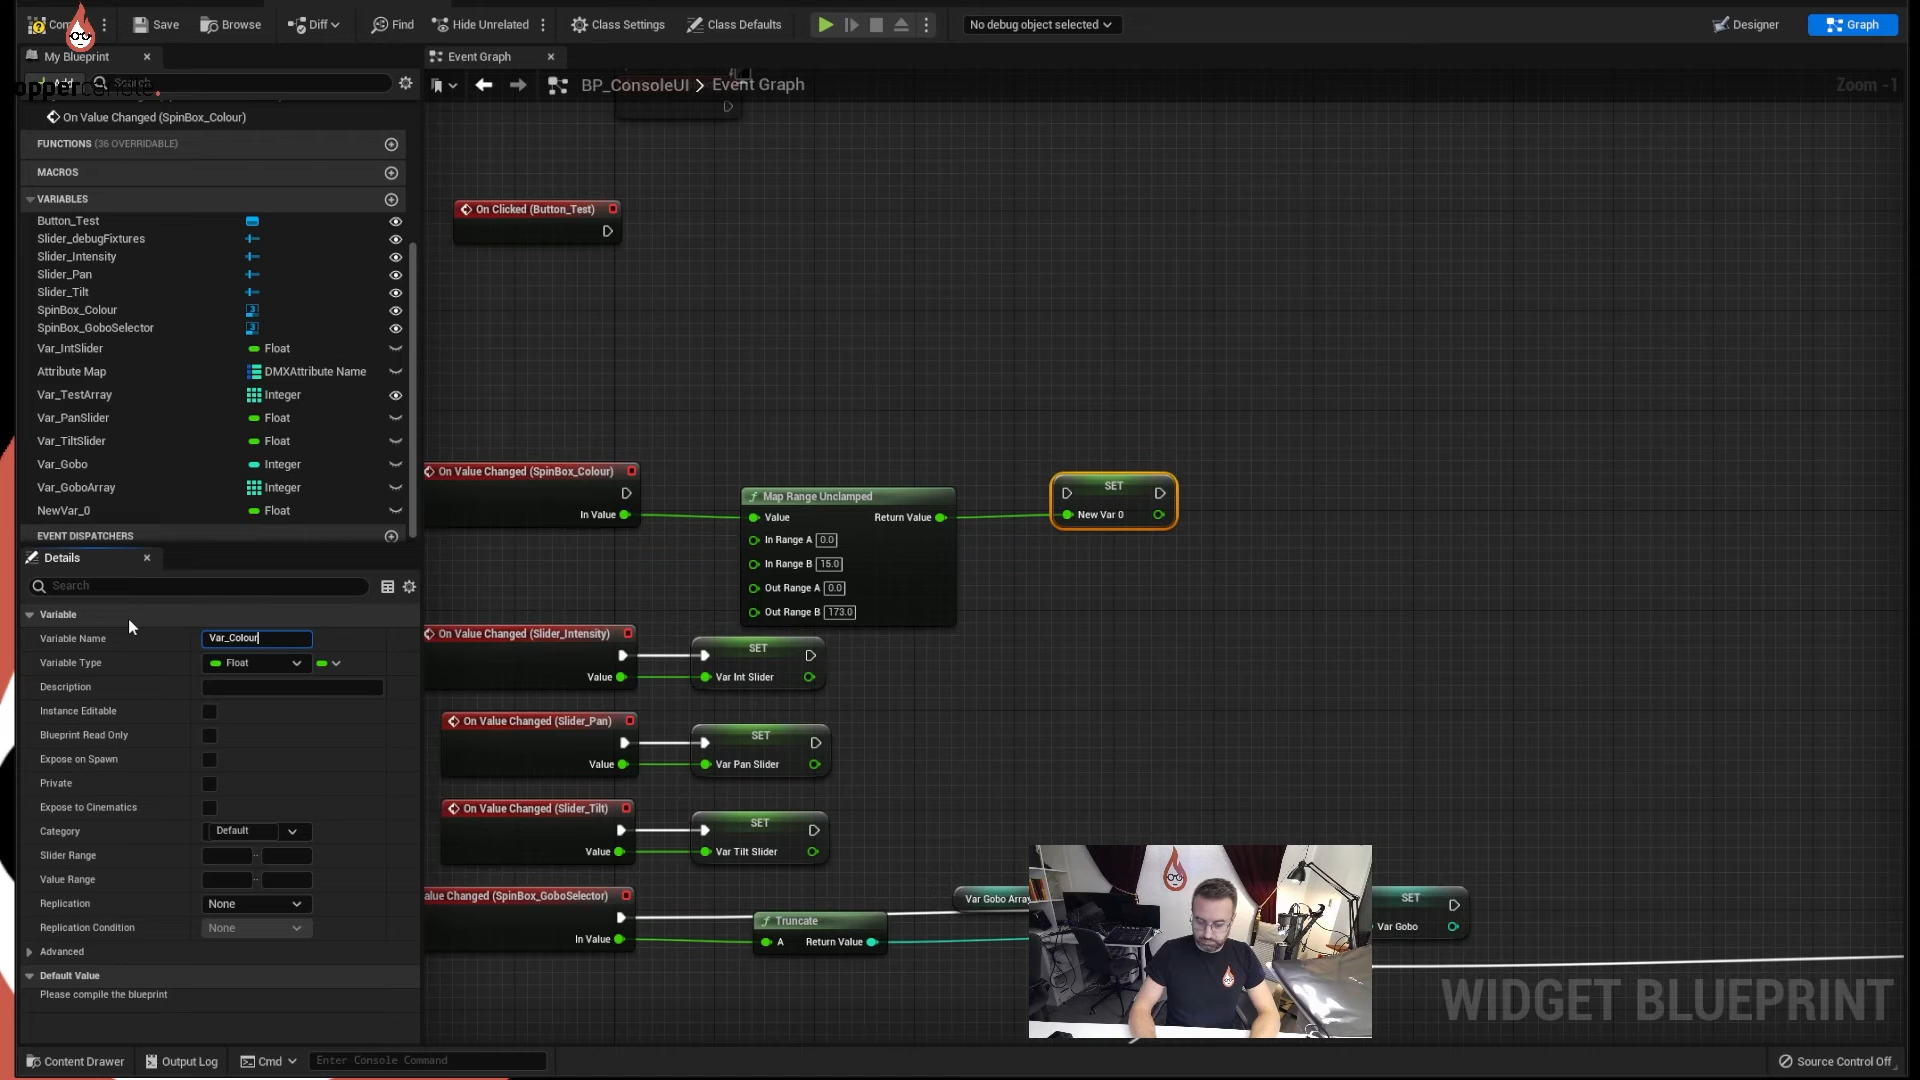 Save
Browse
Diff
Find
Hide Unrelated
Class Settings
Class Defaults
No debug object selected
Designer
Graph
My Blueprint
Event Graph
Search
BP_ConsoleUI > Event Graph
Zoom -1
On Value Changed (SpinBox_Colour)
FUNCTIONS (36 OVERRIDABLE)
MACROS
VARIABLES
Button_Test
Slider_debugFixtures
Slider_Intensity
Slider_Pan
Slider_Tilt
SpinBox_Colour
SpinBox_GoboSelector
Var_IntSlider Float
Attribute Map DMXAttribute Name
Var_TestArray Integer
Var_PanSlider Float
Var_TiltSlider Float
Var_Gobo Integer
Var_GoboArray Integer
NewVar_0 Float
EVENT DISPATCHERS
Details
Search
Variable
Variable Name Var_Colour
Variable Type Float
Description
Instance Editable
Blueprint Read Only
Expose on Spawn
Private
Expose to Cinematics
Category Default
Slider Range
Value Range
Replication None
Replication Condition None
Advanced
Default Value
Please compile the blueprint
On Clicked (Button_Test)
On Value Changed (SpinBox_Colour)
In Value
Map Range Unclamped
Value Return Value
In Range A 0.0
In Range B 15.0
Out Range A 0.0
Out Range B 173.0
SET
New Var 0
On Value Changed (Slider_Intensity)
Value
SET
Var Int Slider
On Value Changed (Slider_Pan)
Value
SET
Var Pan Slider
On Value Changed (Slider_Tilt)
Value
SET
Var Tilt Slider
alue Changed (SpinBox_GoboSelector)
In Value
Truncate
A Return Value
Var Gobo Array
SET
Var Gobo
WIDGET BLUEPRINT
Content Drawer
Output Log
Cmd
Enter Console Command
Source Control Off